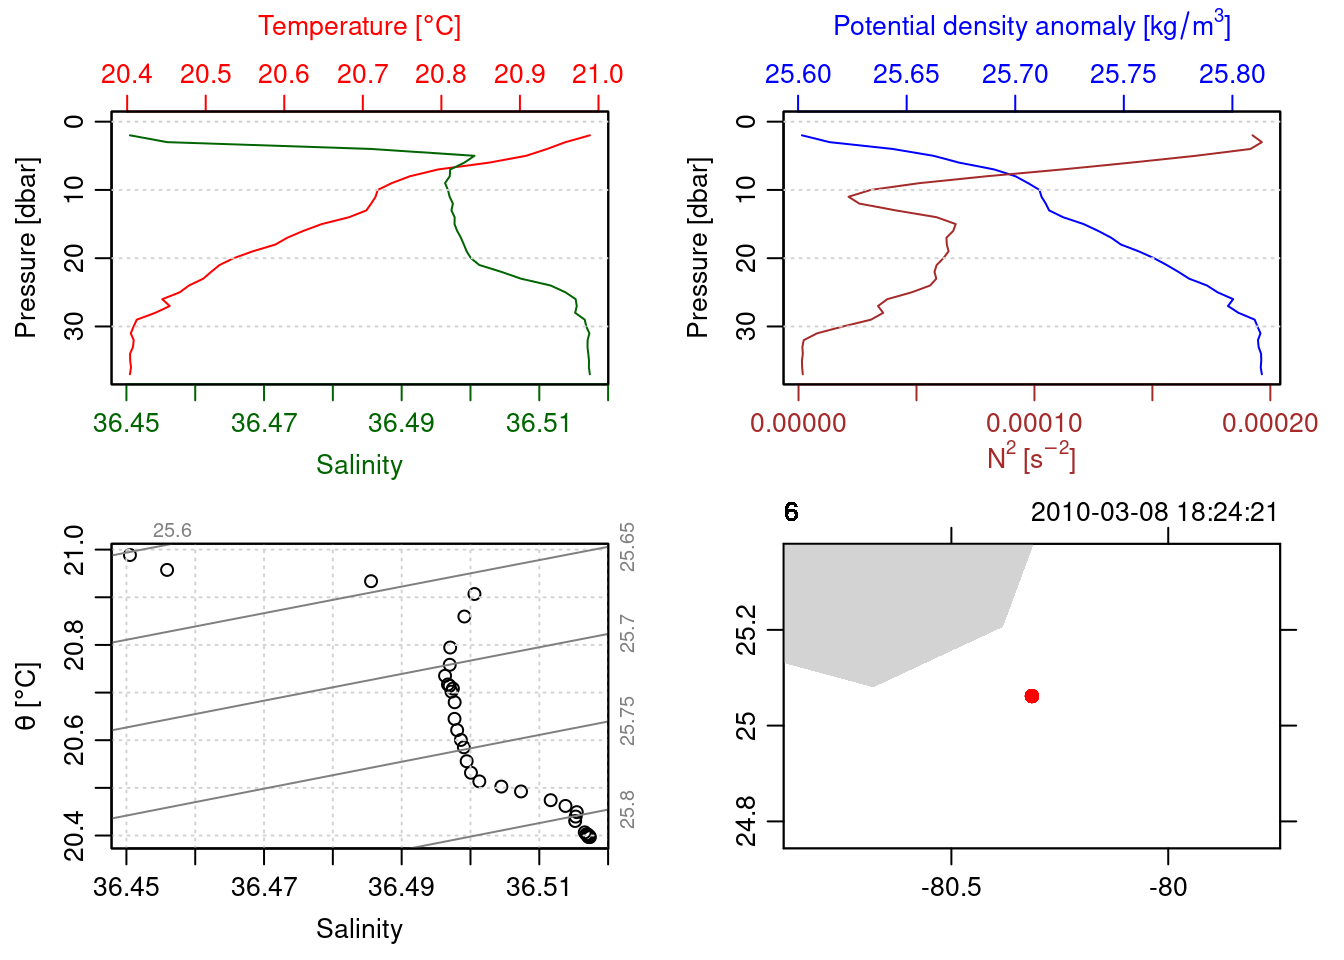 Temperature [°C]
20.4 20.5 20.6 20.7 20.8 20.9 21.0
Pressure [dbar]
0
10
20
30
36.45 36.47 36.49 36.51
Salinity
Potential density anomaly [kg/m³]
25.60 25.65 25.70 25.75 25.80
Pressure [dbar]
0
10
20
30
0.00000 0.00010 0.00020
N² [s⁻²]
25.6
θ [°C]
21.0
20.8
20.6
20.4
25.65
25.7
25.75
25.8
36.45 36.47 36.49 36.51
Salinity
6 2010-03-08 18:24:21
25.2
25
24.8
-80.5 -80